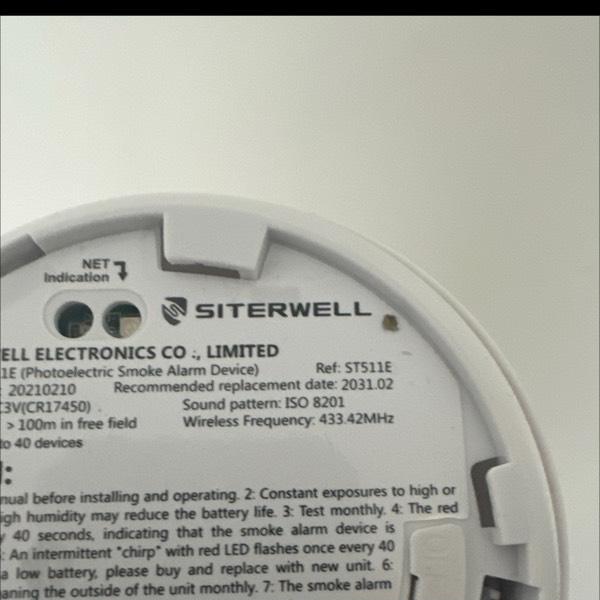 NET
Indication
SITERWELL
ELL ELECTRONICS CO ., LIMITED
1E (Photoelectric Smoke Alarm Device) Ref: ST511E
: 20210210 Recommended replacement date: 2031.02
3V(CR17450) Sound pattern: ISO 8201
> 100m in free field Wireless Frequency: 433.42MHz
to 40 devices
:
nual before installing and operating. 2: Constant exposures to high or
igh humidity may reduce the battery life. 3: Test monthly. 4: The red
y 40 seconds, indicating that the smoke alarm device is
: An intermittent "chirp" with red LED flashes once every 40
a low battery, please buy and replace with new unit. 6:
aning the outside of the unit monthly. 7: The smoke alarm